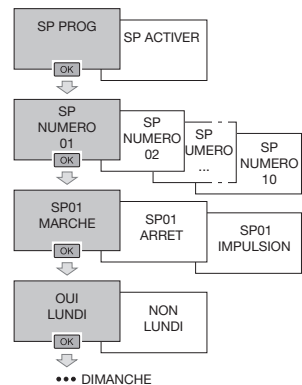 SP PROG
SP ACTIVER
OK
SP
NUMERO
01
SP
NUMERO
02
SP
UMERO
...
SP
NUMERO
10
OK
SP01
MARCHE
SP01
ARRET
SP01
IMPULSION
OK
OUI
LUNDI
NON
LUNDI
OK
••• DIMANCHE